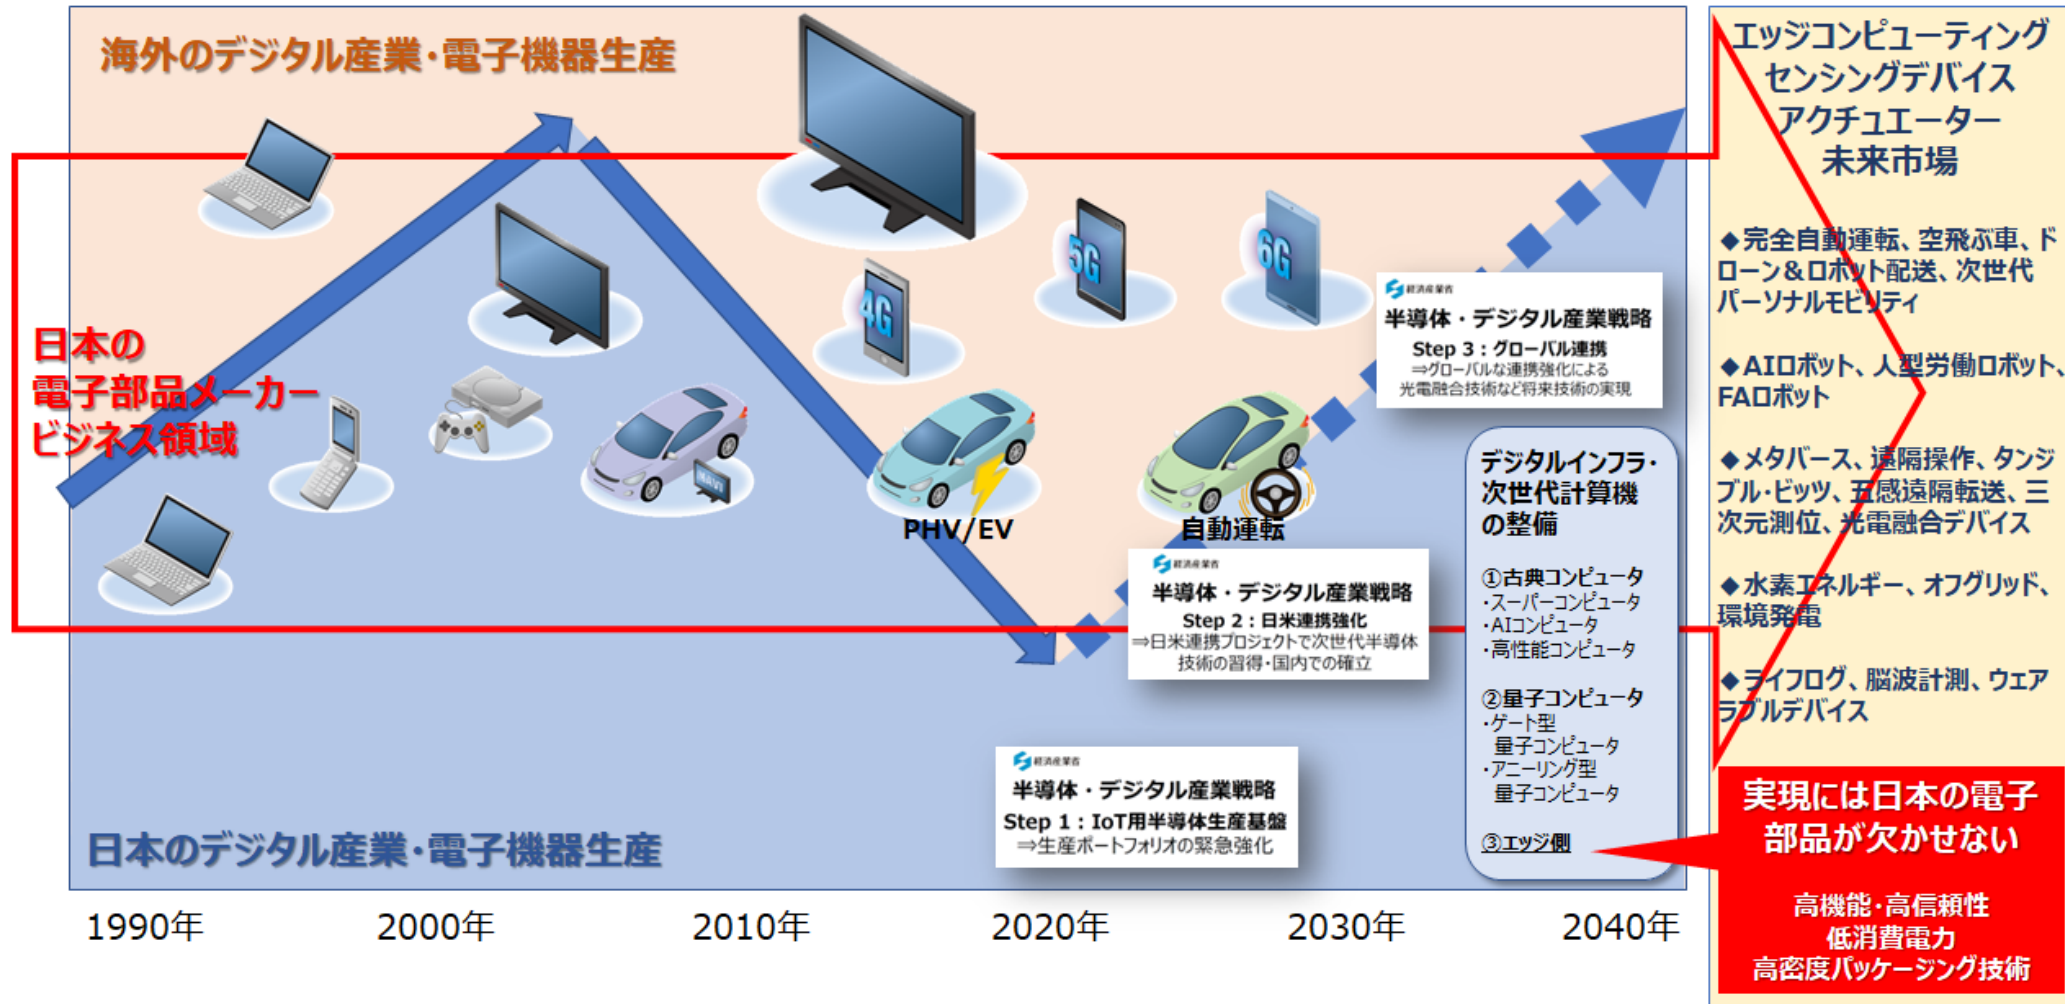 海外のデジタル産業・電子機器生産
日本の
電子部品メーカー
ビジネス領域
NAVI
4G
5G
6G
PHV/EV
自動運転
経済産業省
半導体・デジタル産業戦略
Step 3：グローバル連携
⇒グローバルな連携強化による
光電融合技術など将来技術の実現
経済産業省
半導体・デジタル産業戦略
Step 2：日米連携強化
⇒日米連携プロジェクトで次世代半導体
技術の習得・国内での確立
経済産業省
半導体・デジタル産業戦略
Step 1：IoT用半導体生産基盤
⇒生産ポートフォリオの緊急強化
デジタルインフラ・
次世代計算機
の整備
①古典コンピュータ
・スーパーコンピュータ
・AIコンピュータ
・高性能コンピュータ
②量子コンピュータ
・ゲート型
量子コンピュータ
・アニーリング型
量子コンピュータ
③エッジ側
日本のデジタル産業・電子機器生産
1990年
2000年
2010年
2020年
2030年
2040年
エッジコンピューティング
センシングデバイス
アクチュエーター
未来市場
◆完全自動運転、空飛ぶ車、ド
ローン＆ロボット配送、次世代
パーソナルモビリティ
◆AIロボット、人型労働ロボット、
FAロボット
◆メタバース、遠隔操作、タンジ
ブル・ビッツ、五感遠隔転送、三
次元測位、光電融合デバイス
◆水素エネルギー、オフグリッド、
環境発電
◆ライフログ、脳波計測、ウェア
ラブルデバイス
実現には日本の電子
部品が欠かせない
高機能・高信頼性
低消費電力
高密度パッケージング技術